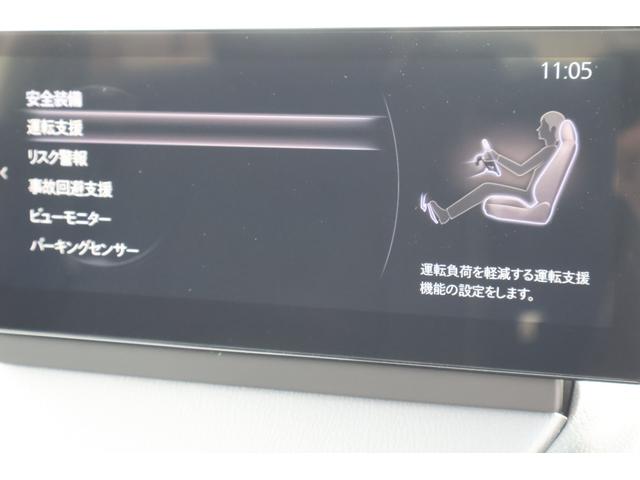 11:05
安全装備
運転支援
リスク警報
事故回避支援
ビューモニター
パーキングセンサー
運転負荷を軽減する運転支援
機能の設定をします。